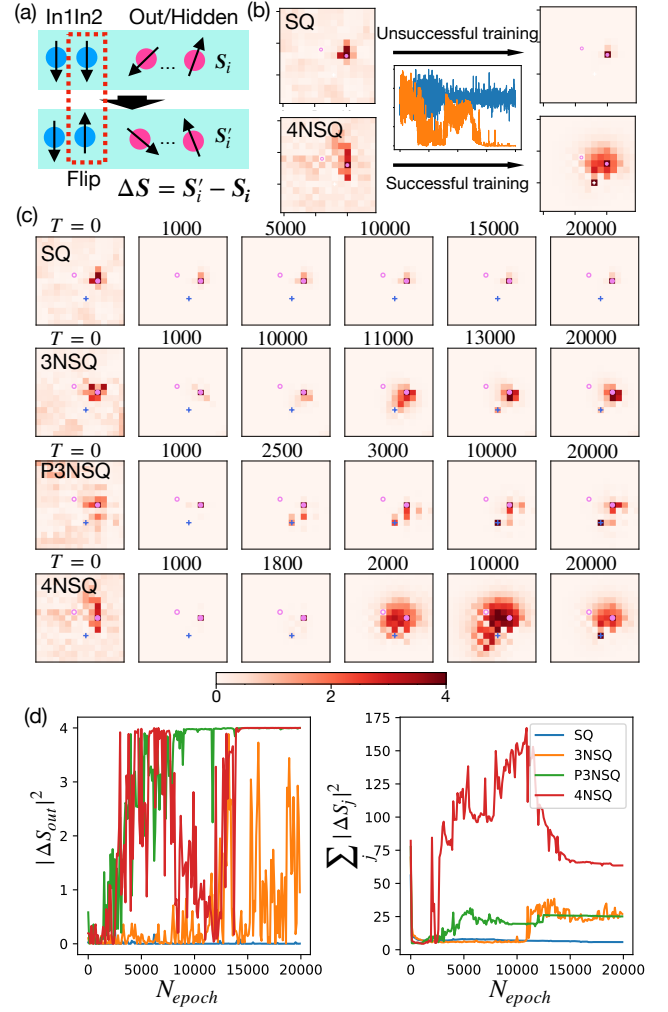 (a)
In1In2 Out/Hidden
... S_i
... S_i'
Flip
ΔS = S_i' − S_i
(b)
SQ
Unsuccessful training
4NSQ
Successful training
(c)
T = 0 1000 5000 10000 15000 20000
SQ
T = 0 1000 10000 11000 13000 20000
3NSQ
T = 0 1000 2500 3000 10000 20000
P3NSQ
T = 0 1000 1800 2000 10000 20000
4NSQ
0 2 4
(d)
|ΔS_out|^2
4
3
2
1
0
0 5000 10000 15000 20000
N_epoch
∑_j |ΔS_j|^2
175
150
125
100
75
50
25
0
SQ
3NSQ
P3NSQ
4NSQ
0 5000 10000 15000 20000
N_epoch